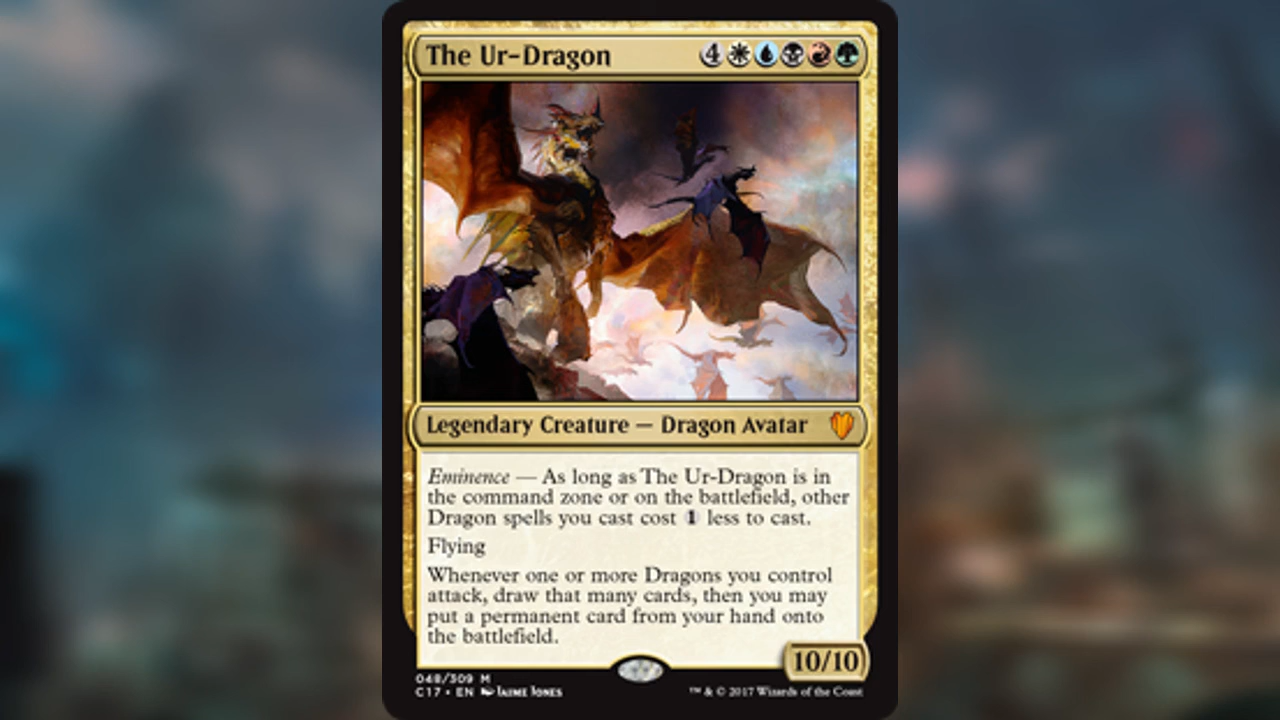 The Ur-Dragon 4
Legendary Creature — Dragon Avatar
Eminence — As long as The Ur-Dragon is in
the command zone or on the battlefield, other
Dragon spells you cast cost 1 less to cast.
Flying
Whenever one or more Dragons you control
attack, draw that many cards, then you may
put a permanent card from your hand onto
the battlefield.
10/10
048/309 M
C17 • EN Jaime Jones
™ & © 2017 Wizards of the Coast